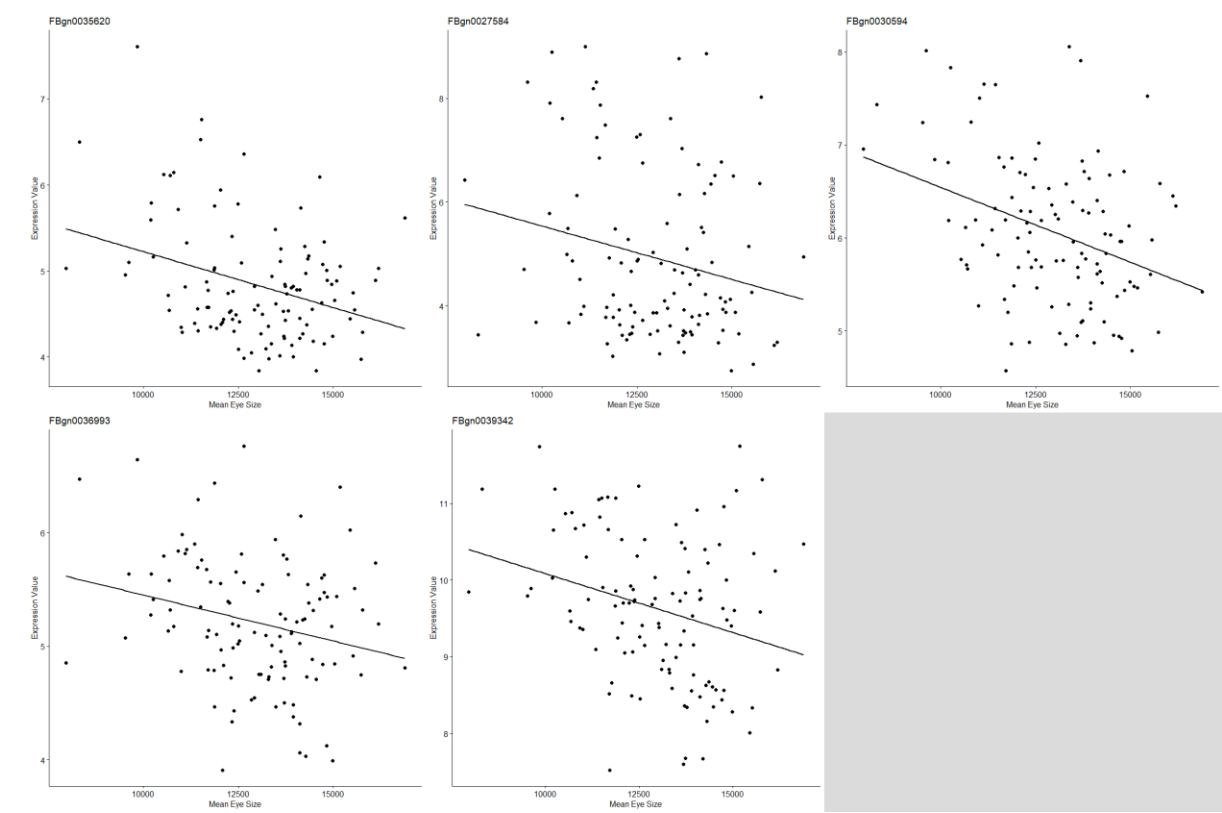 FBgn0035620
7
6
5
4
Expression Value
10000 12500 15000
Mean Eye Size
FBgn0027584
8
6
4
Expression Value
10000 12500 15000
Mean Eye Size
FBgn0030594
8
7
6
5
Expression Value
10000 12500 15000
Mean Eye Size
FBgn0036993
6
5
4
Expression Value
10000 12500 15000
Mean Eye Size
FBgn0039342
11
10
9
8
Expression Value
10000 12500 15000
Mean Eye Size